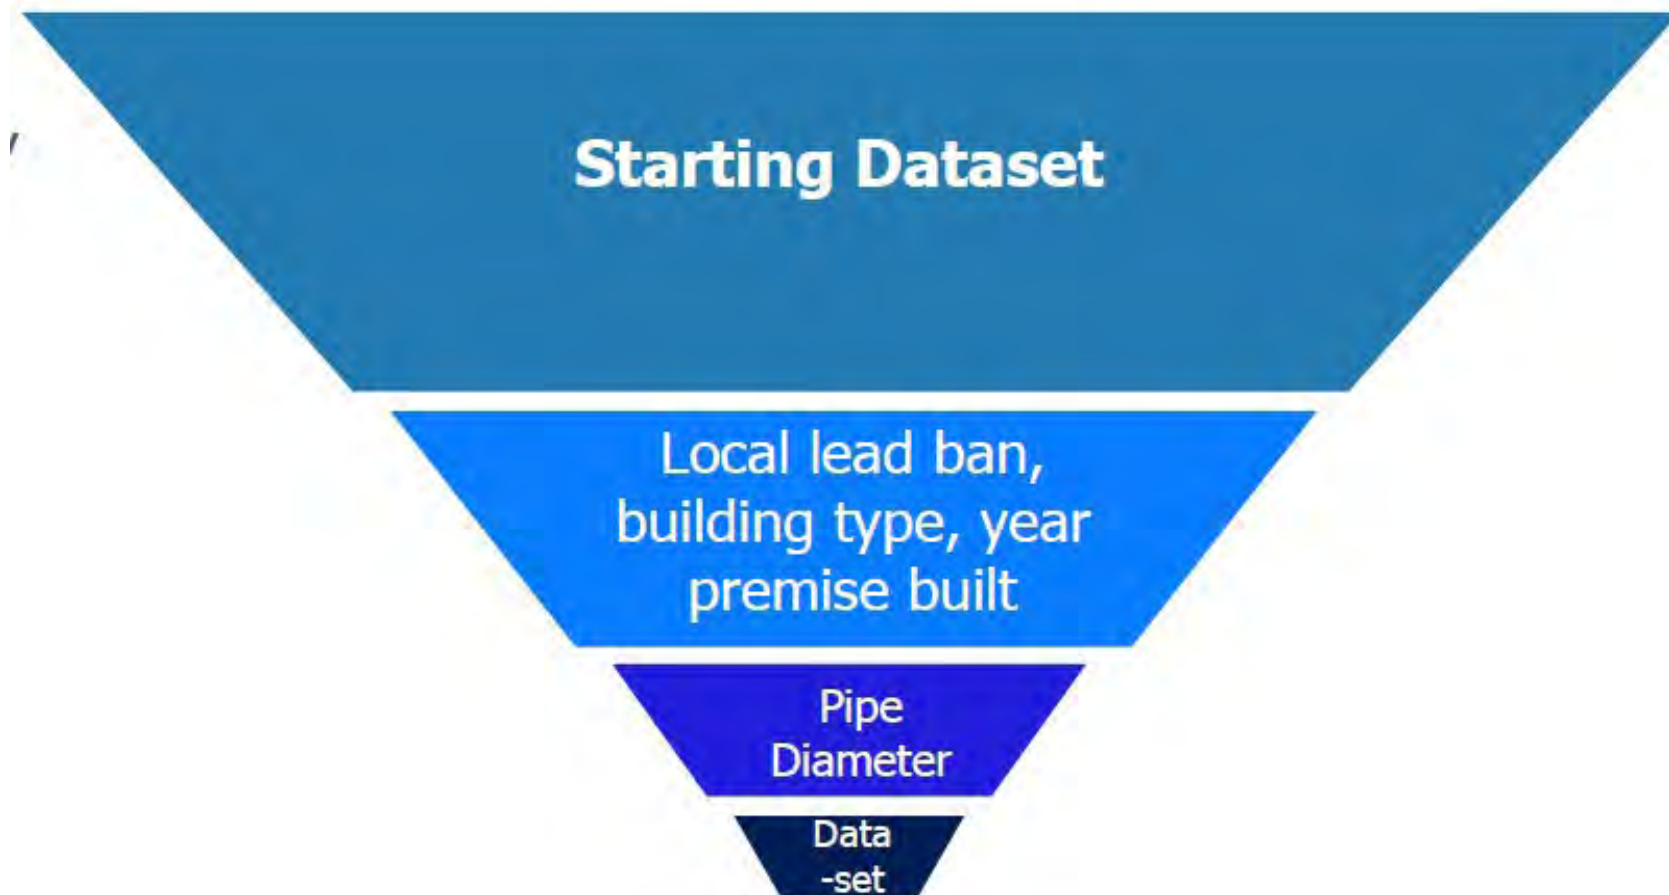 Starting Dataset
Local lead ban,
building type, year
premise built
Pipe
Diameter
Data
-set